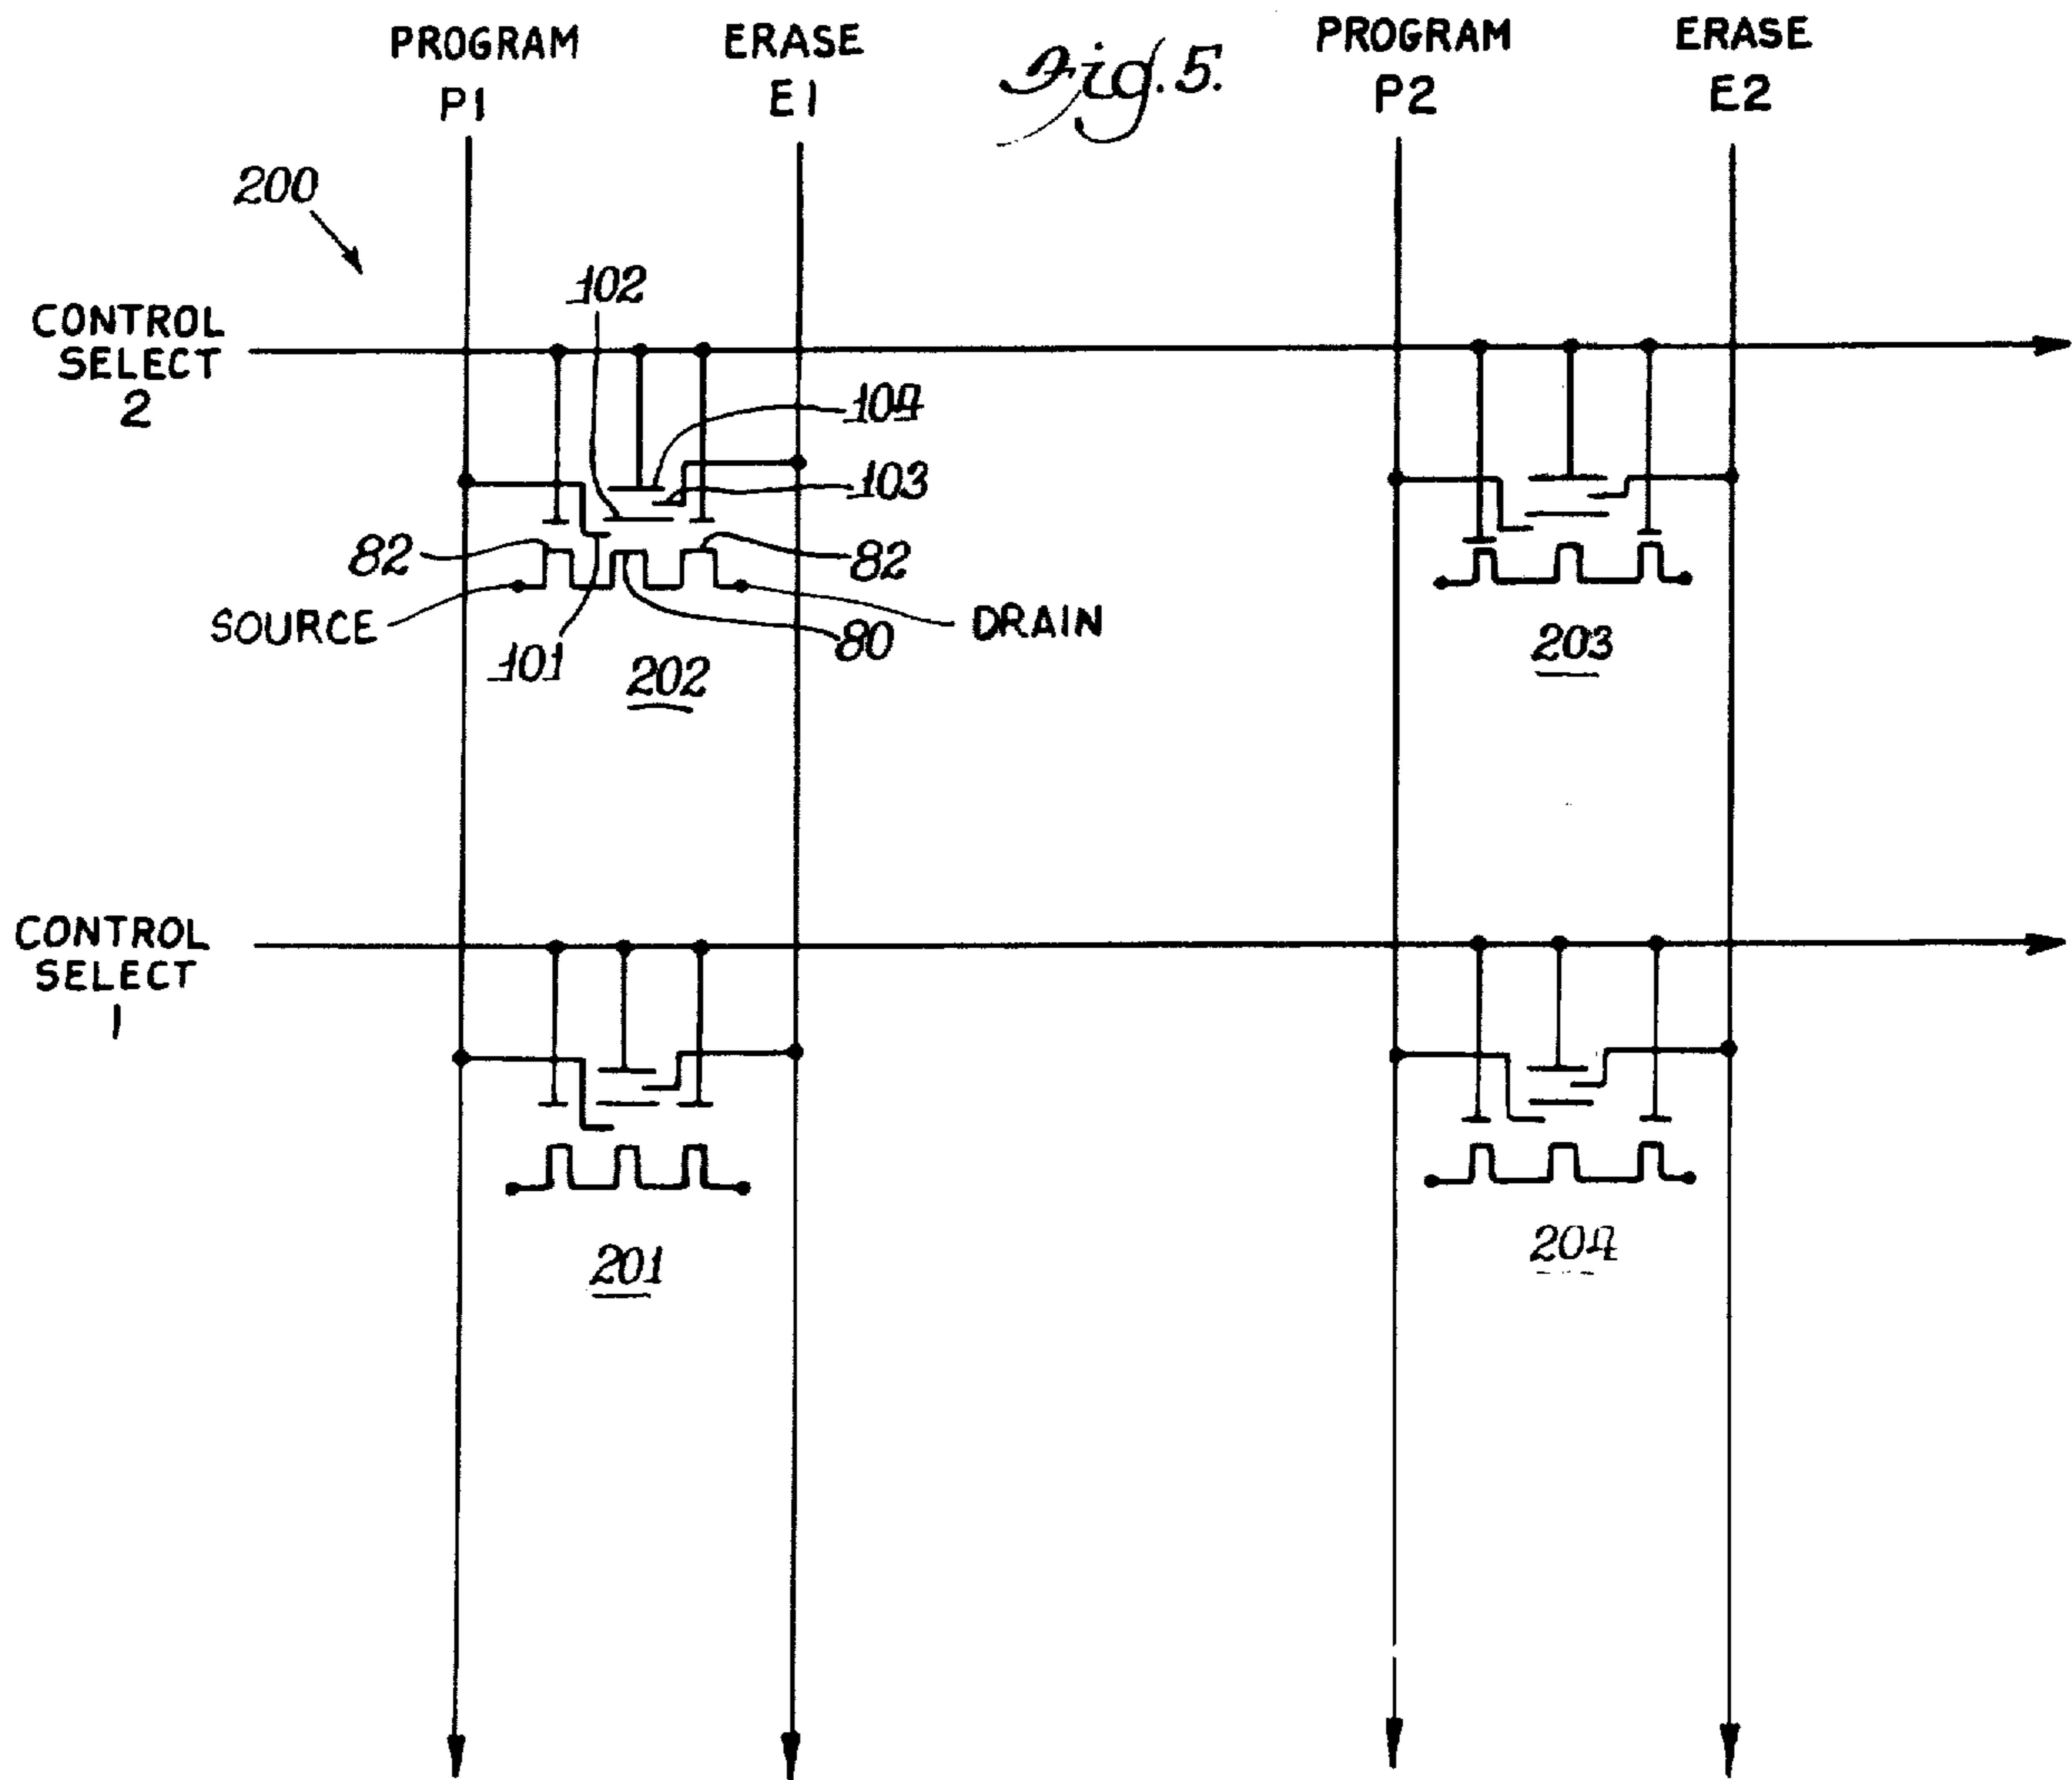 PROGRAM
P1
ERASE
E1
Fig. 5.
PROGRAM
P2
ERASE
E2
200
CONTROL
SELECT
2
102
104
103
82
82
SOURCE
101
80
DRAIN
202
203
CONTROL
SELECT
1
201
204